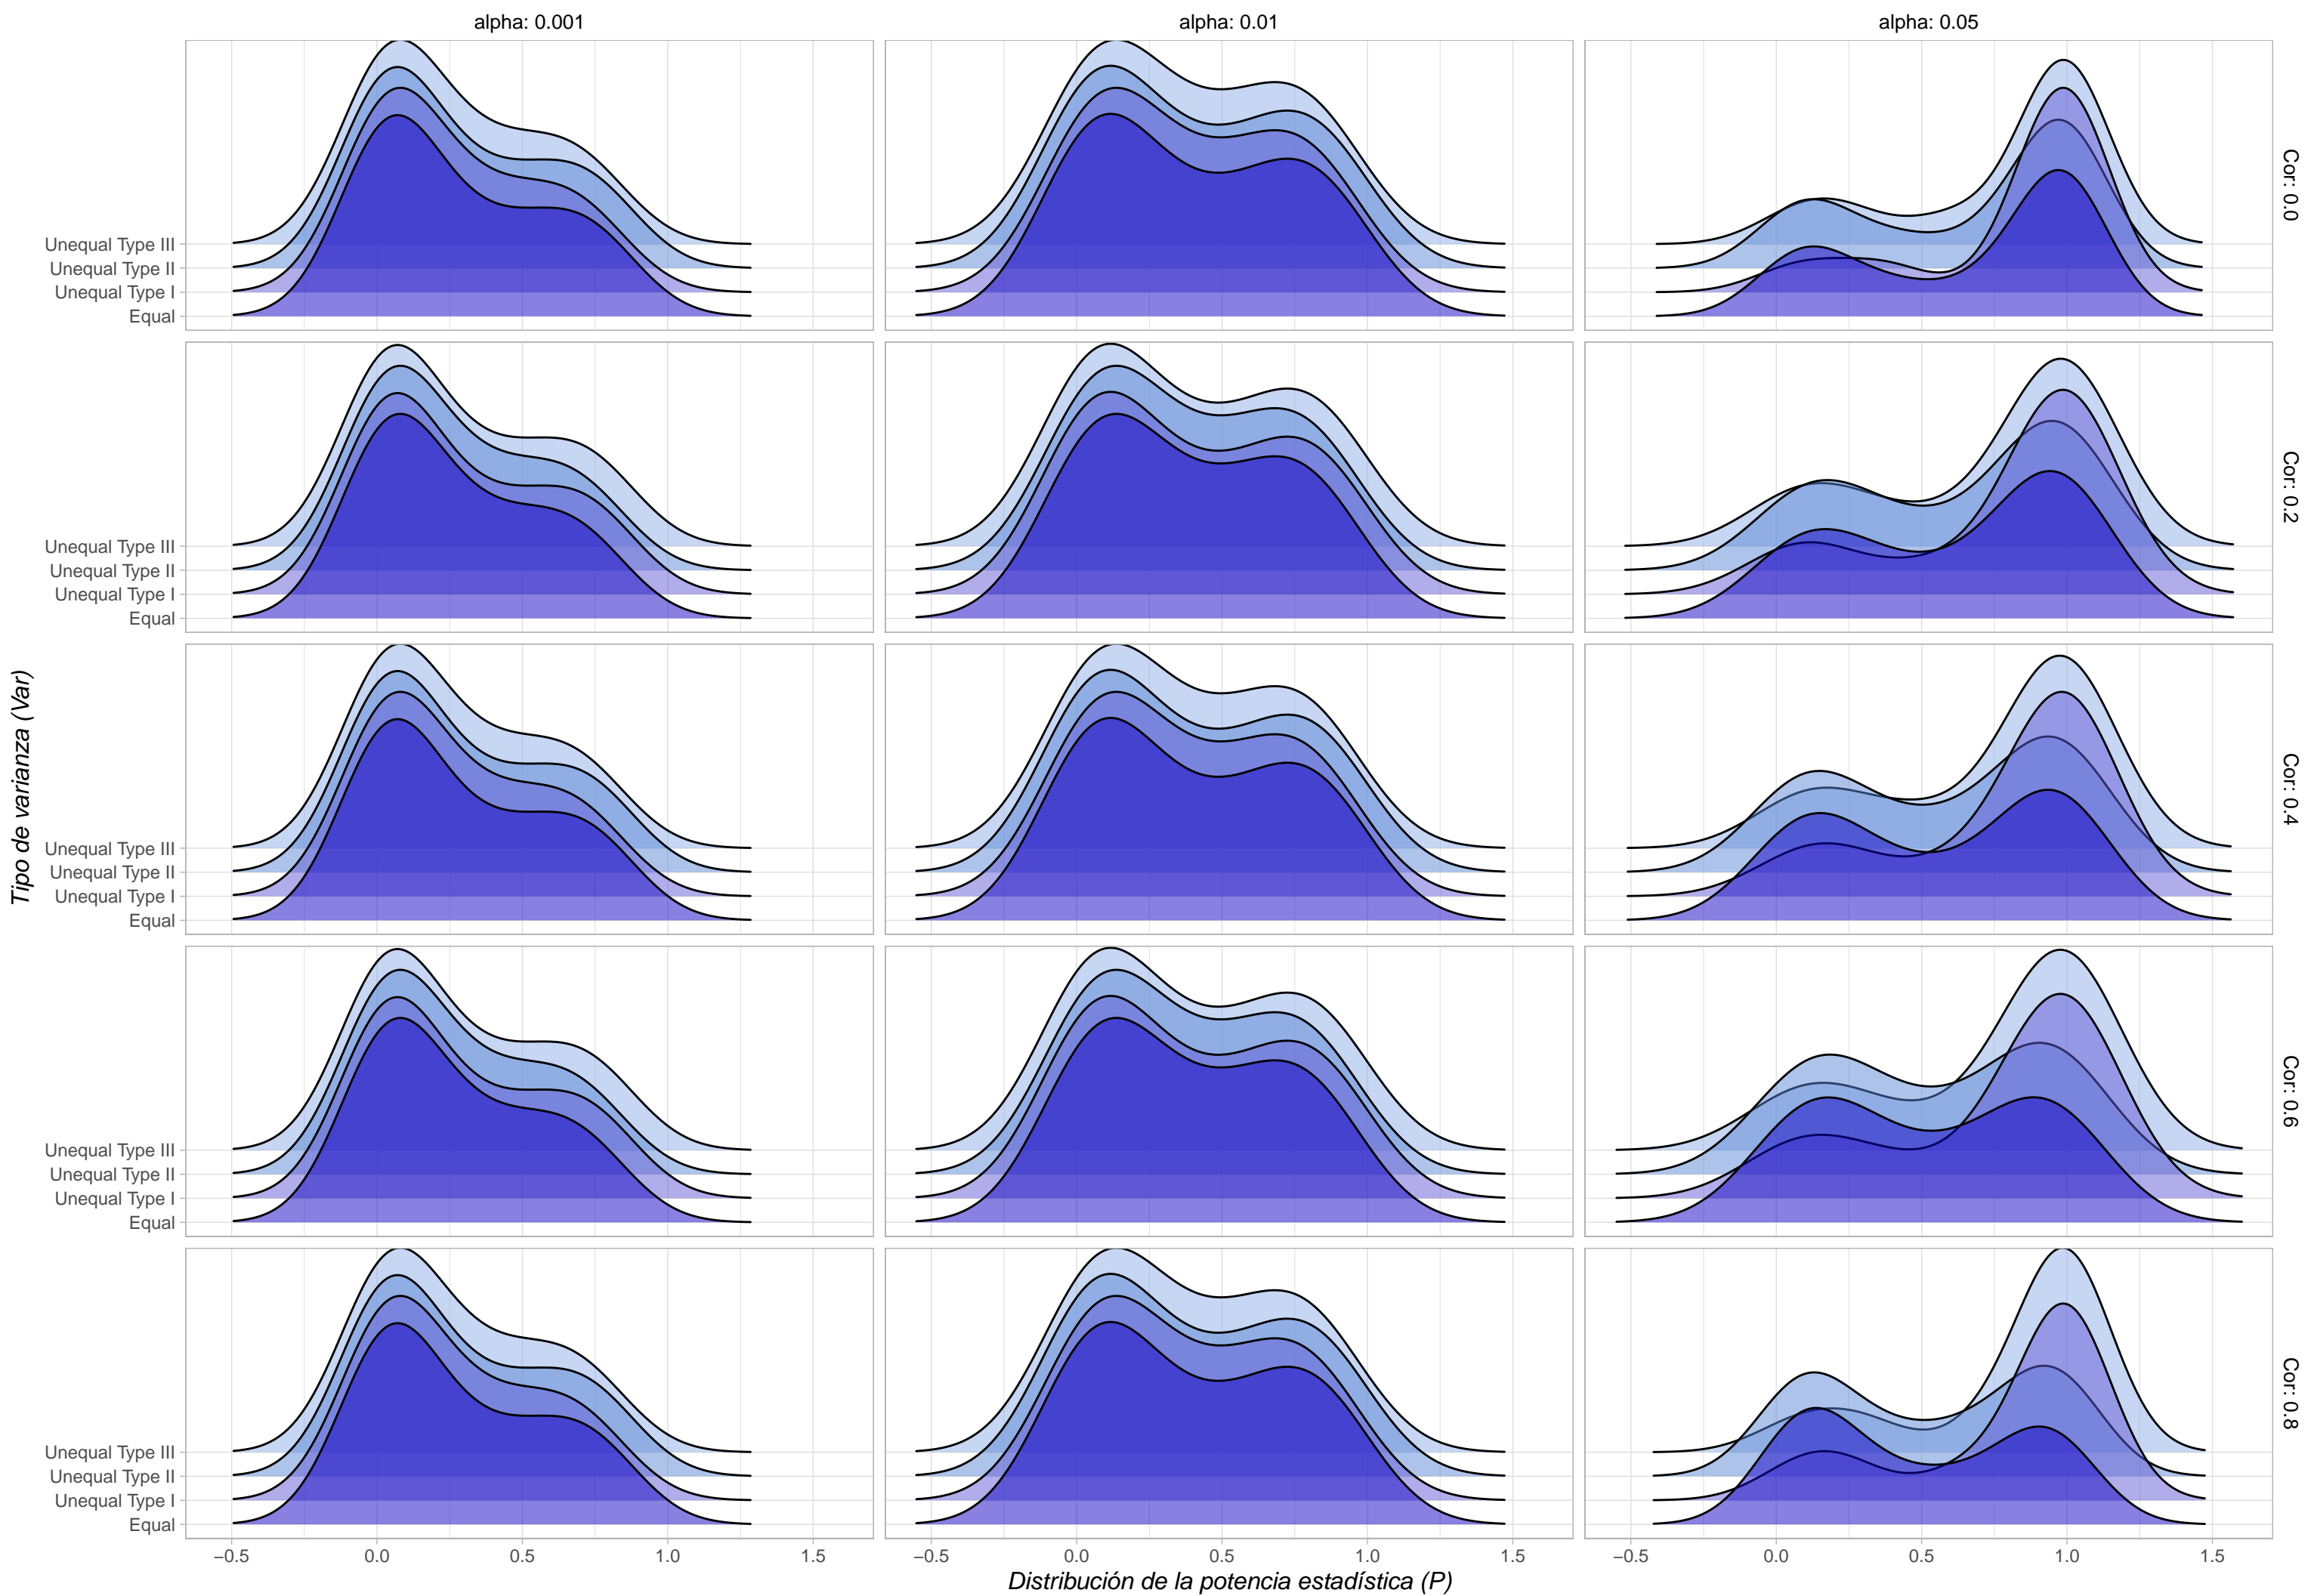 alpha: 0.001
alpha: 0.01
alpha: 0.05
Tipo de varianza (Var)
Unequal Type III
Unequal Type II
Unequal Type I
Equal
Cor: 0.0
Unequal Type III
Unequal Type II
Unequal Type I
Equal
Cor: 0.2
Unequal Type III
Unequal Type II
Unequal Type I
Equal
Cor: 0.4
Unequal Type III
Unequal Type II
Unequal Type I
Equal
Cor: 0.6
Unequal Type III
Unequal Type II
Unequal Type I
Equal
Cor: 0.8
−0.5 0.0 0.5 1.0 1.5
−0.5 0.0 0.5 1.0 1.5
−0.5 0.0 0.5 1.0 1.5
Distribución de la potencia estadística (P)